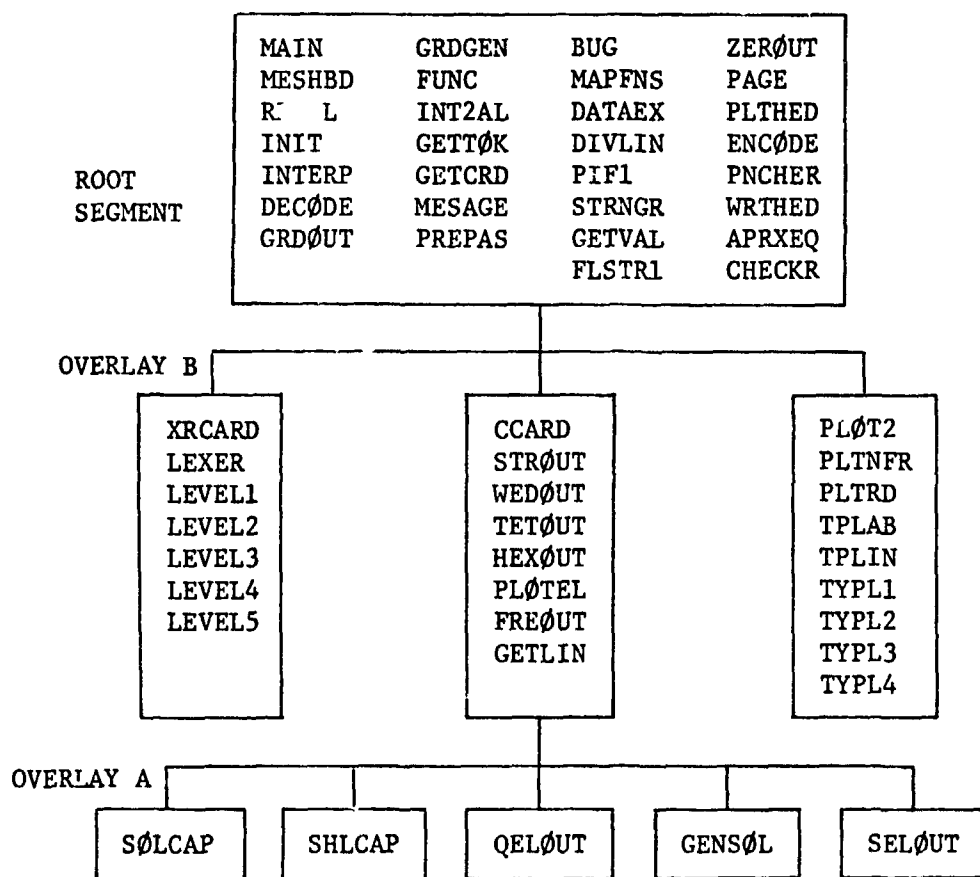 MAIN GRDGEN BUG ZERØUT
MESHBD FUNC MAPFNS PAGE
INT2AL DATAEX PLTHED
INIT GETTØK DIVLIN ENCØDE
INTERP GETCRD PIF1 PNCHER
DECØDE MESAGE STRNGR WRTHED
GRDØUT PREPAS GETVAL APRXEQ
FLSTR1 CHECKR
ROOT
SEGMENT
OVERLAY B
XRCARD
LEXER
LEVEL1
LEVEL2
LEVEL3
LEVEL4
LEVEL5
CCARD
STRØUT
WEDØUT
TETØUT
HEXØUT
PLØTEL
FREØUT
GETLIN
PLØT2
PLTNFR
PLTRD
TPLAB
TPLIN
TYPL1
TYPL2
TYPL3
TYPL4
OVERLAY A
SØLCAP SHLCAP QELØUT GENSØL SELØUT